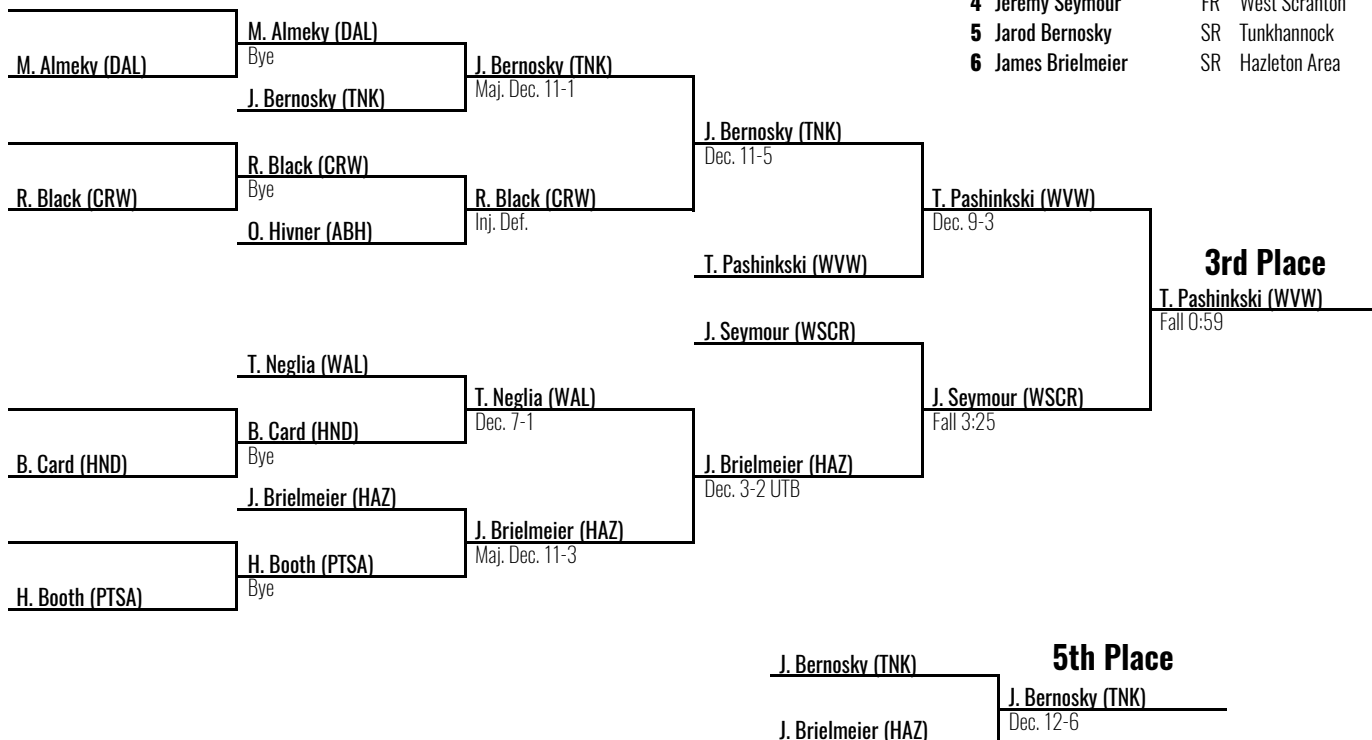 4 Jeremy Seymour FR West Scranton
5 Jarod Bernosky SR Tunkhannock
6 James Brielmeier SR Hazleton Area
M. Almeky (DAL)
M. Almeky (DAL)
Bye
J. Bernosky (TNK)
J. Bernosky (TNK)
Maj. Dec. 11-1
R. Black (CRW)
R. Black (CRW)
Bye
O. Hivner (ABH)
R. Black (CRW)
Inj. Def.
J. Bernosky (TNK)
Dec. 11-5
T. Pashinkski (WVW)
T. Pashinkski (WVW)
Dec. 9-3
3rd Place
T. Pashinkski (WVW)
Fall 0:59
J. Seymour (WSCR)
J. Seymour (WSCR)
Fall 3:25
T. Neglia (WAL)
T. Neglia (WAL)
Dec. 7-1
B. Card (HND)
B. Card (HND)
Bye
J. Brielmeier (HAZ)
Dec. 3-2 UTB
J. Brielmeier (HAZ)
J. Brielmeier (HAZ)
Maj. Dec. 11-3
H. Booth (PTSA)
H. Booth (PTSA)
Bye
5th Place
J. Bernosky (TNK)
J. Bernosky (TNK)
Dec. 12-6
J. Brielmeier (HAZ)